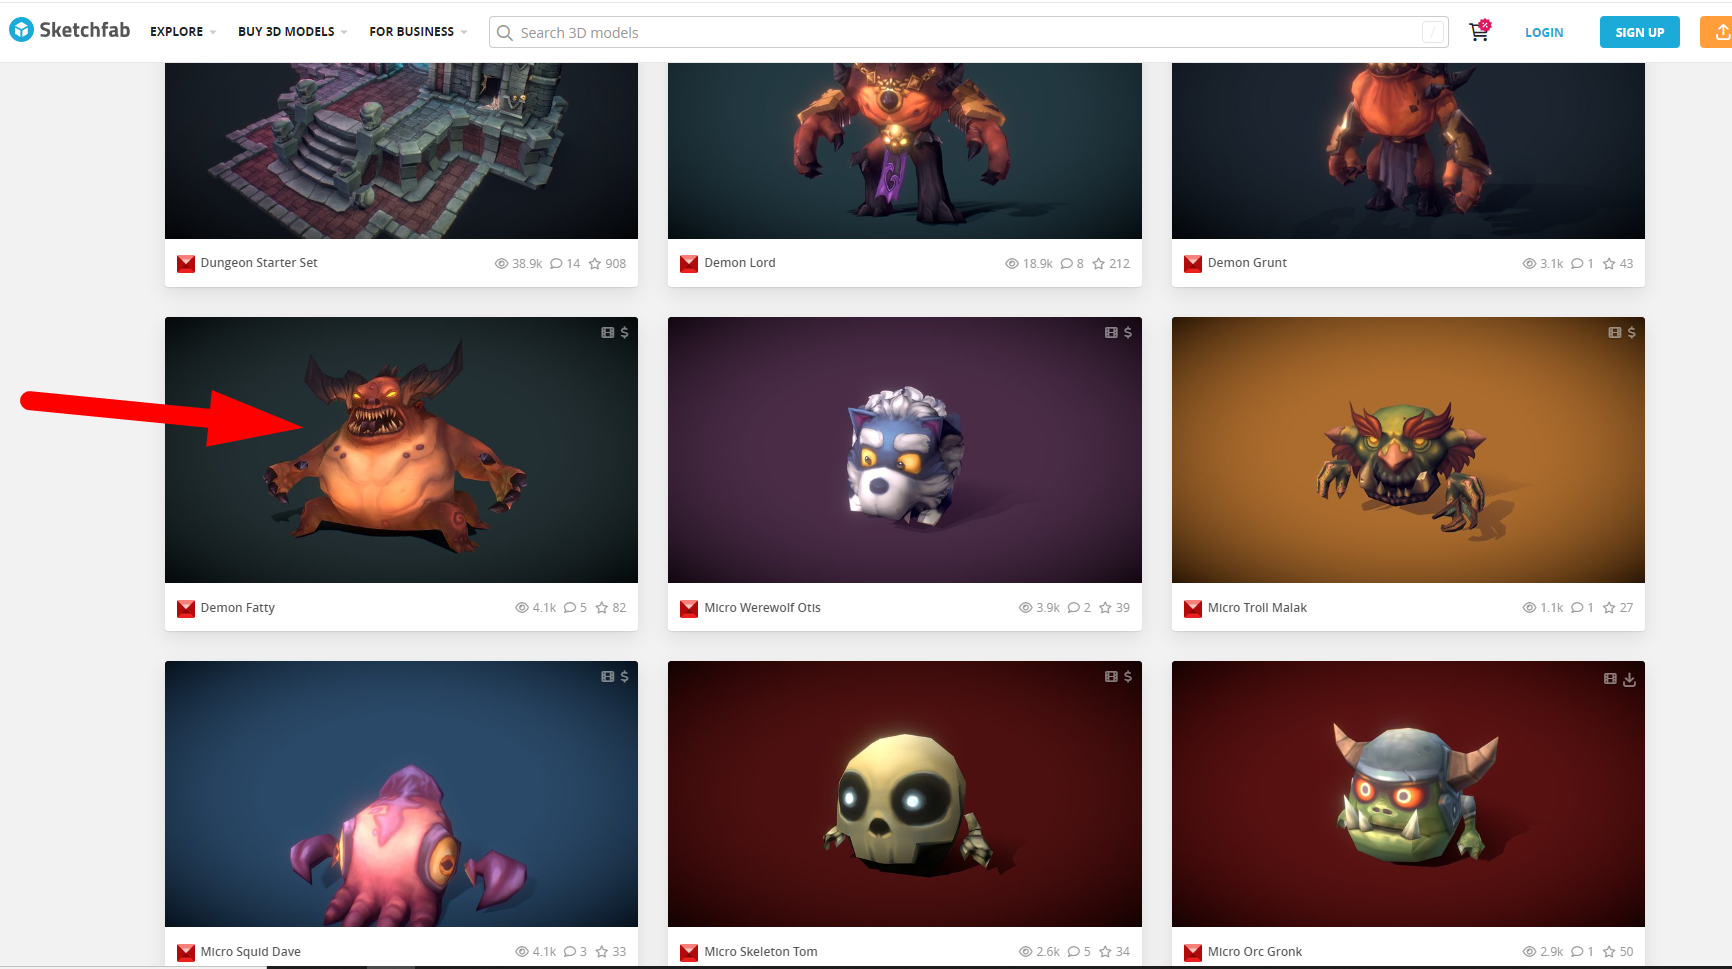 Sketchfab EXPLORE BUY 3D MODELS FOR BUSINESS Search 3D models / LOGIN SIGN UP
Dungeon Starter Set 38.9k 14 908
Demon Lord 18.9k 8 212
Demon Grunt 3.1k 1 43
$
$
$
Demon Fatty 4.1k 5 82
Micro Werewolf Otis 3.9k 2 39
Micro Troll Malak 1.1k 1 27
$
$
Micro Squid Dave 4.1k 3 33
Micro Skeleton Tom 2.6k 5 34
Micro Orc Gronk 2.9k 1 50